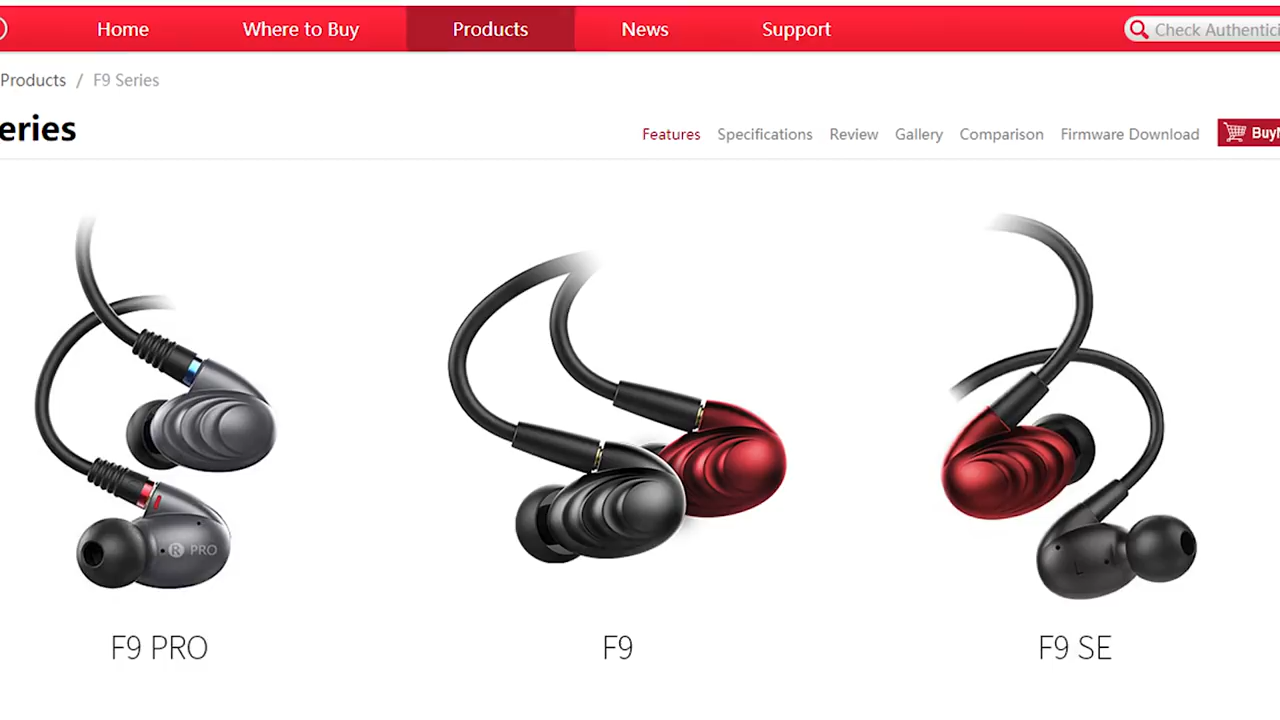 Home Where to Buy Products News Support Check Authentici
Products / F9 Series
eries
Features Specifications Review Gallery Comparison Firmware Download Buy
R PRO
L
F9 PRO F9 F9 SE